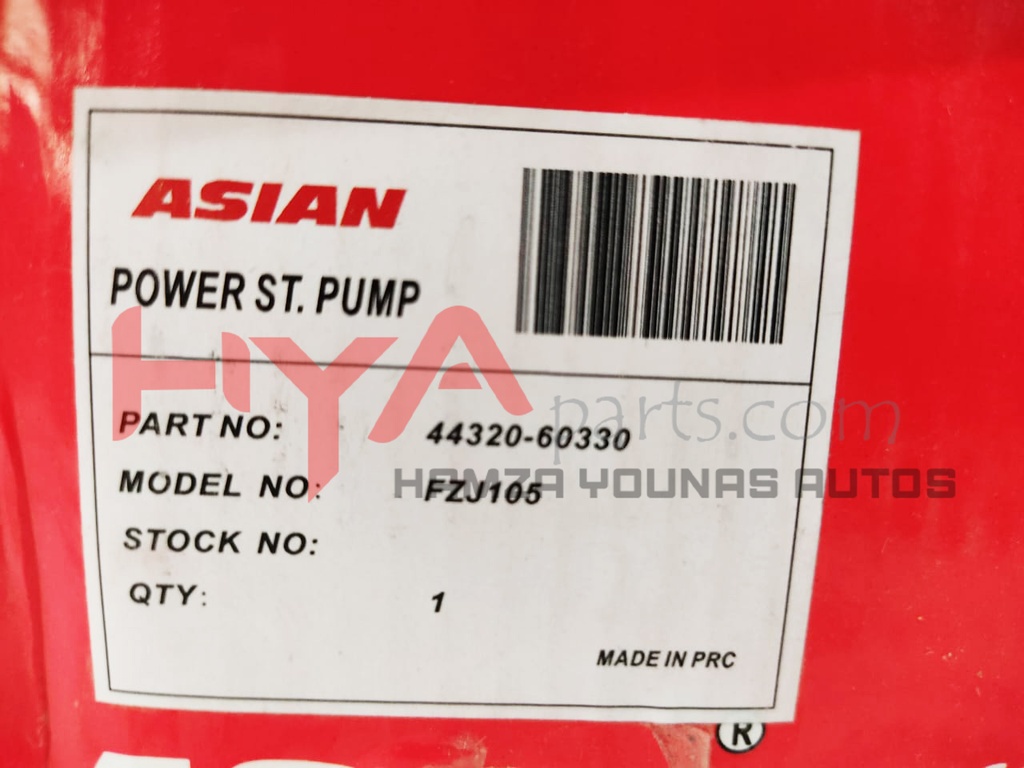 ASIAN
POWER ST. PUMP
HYA parts.com
HAMZA YOUNAS AUTOS
PART NO: 44320-60330
MODEL NO: FZJ105
STOCK NO:
QTY: 1
MADE IN PRC
®